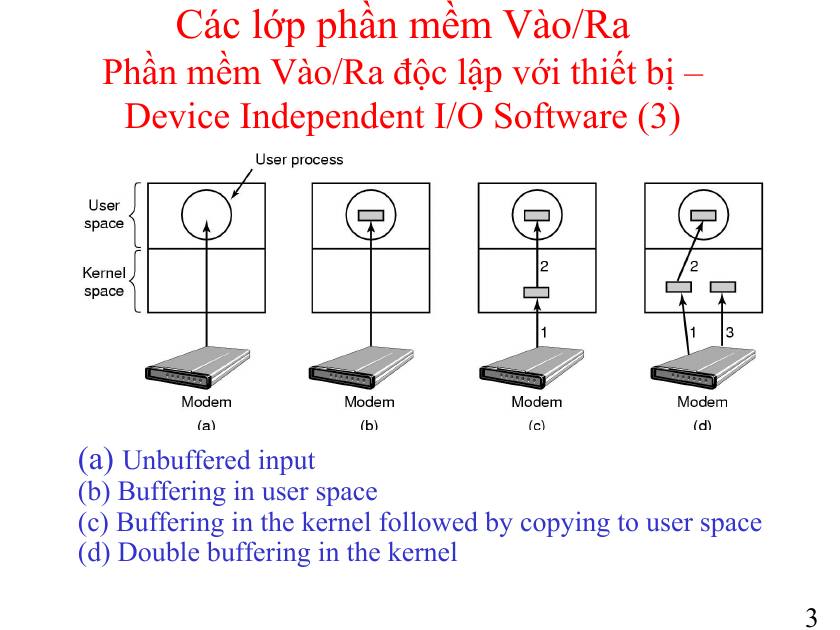 Các lớp phần mềm Vào/Ra
Phần mềm Vào/Ra độc lập với thiết bị –
Device Independent I/O Software (3)
User process
User
space
Kernel
space
2
1
2
1
3
Modem
Modem
Modem
Modem
(a)
(b)
(c)
(d)
(a) Unbuffered input
(b) Buffering in user space
(c) Buffering in the kernel followed by copying to user space
(d) Double buffering in the kernel
3